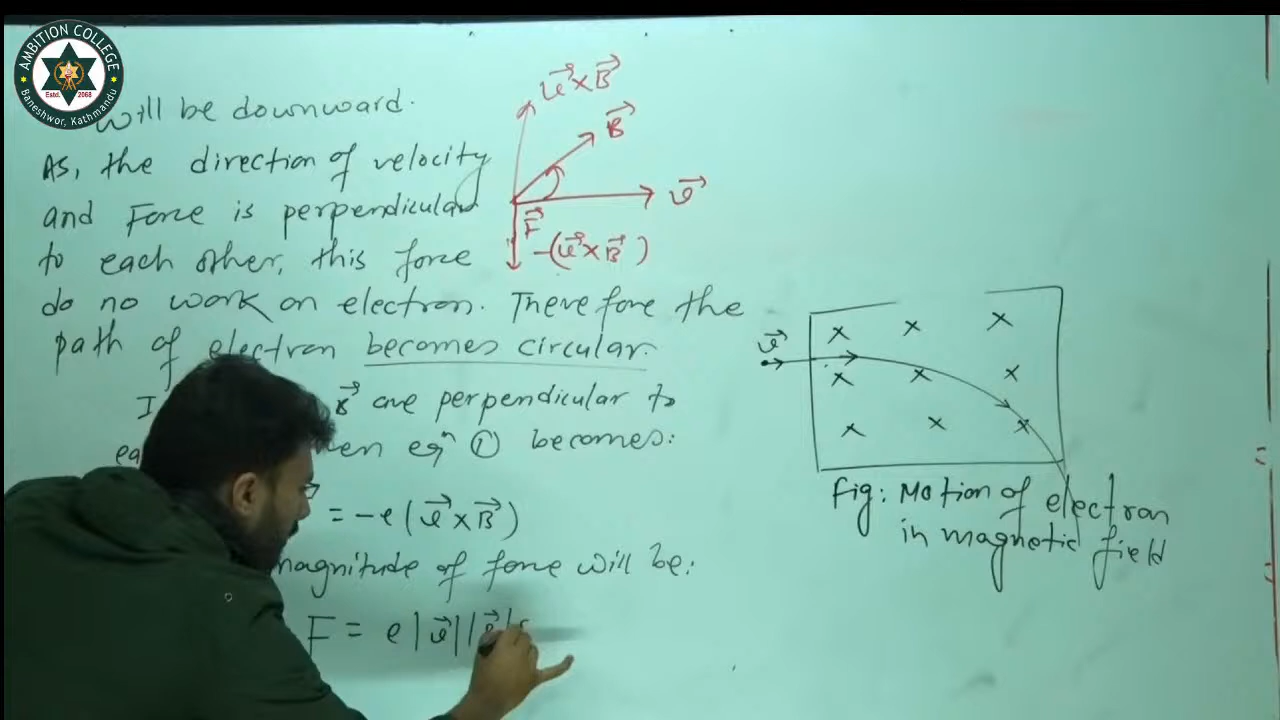 AMBITION COLLEGE
Estd. 2068
Baneshwor, Kathmandu
will be downward.
As, the direction of velocity
and Force is perpendicular
to each other, this force
do no work on electron. Therefore the
path of electron becomes circular.
I B⃗ are perpendicular to
eqⁿ ① becomes:
= -e (v⃗ × B⃗)
magnitude of force will be:
F = e |v⃗| |B⃗|
v⃗ × B⃗
B⃗
v⃗
F⃗
-(v⃗ × B⃗)
v⃗
× × ×
× × ×
× × ×
Fig: Motion of electron
in magnetic field